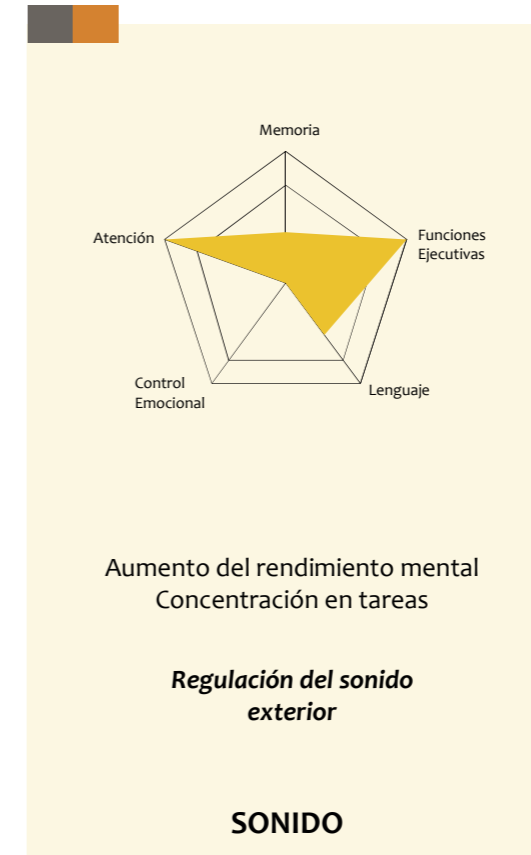 Memoria
Atención
Funciones
Ejecutivas
Control
Emocional
Lenguaje
Aumento del rendimiento mental
Concentración en tareas
Regulación del sonido
exterior
SONIDO